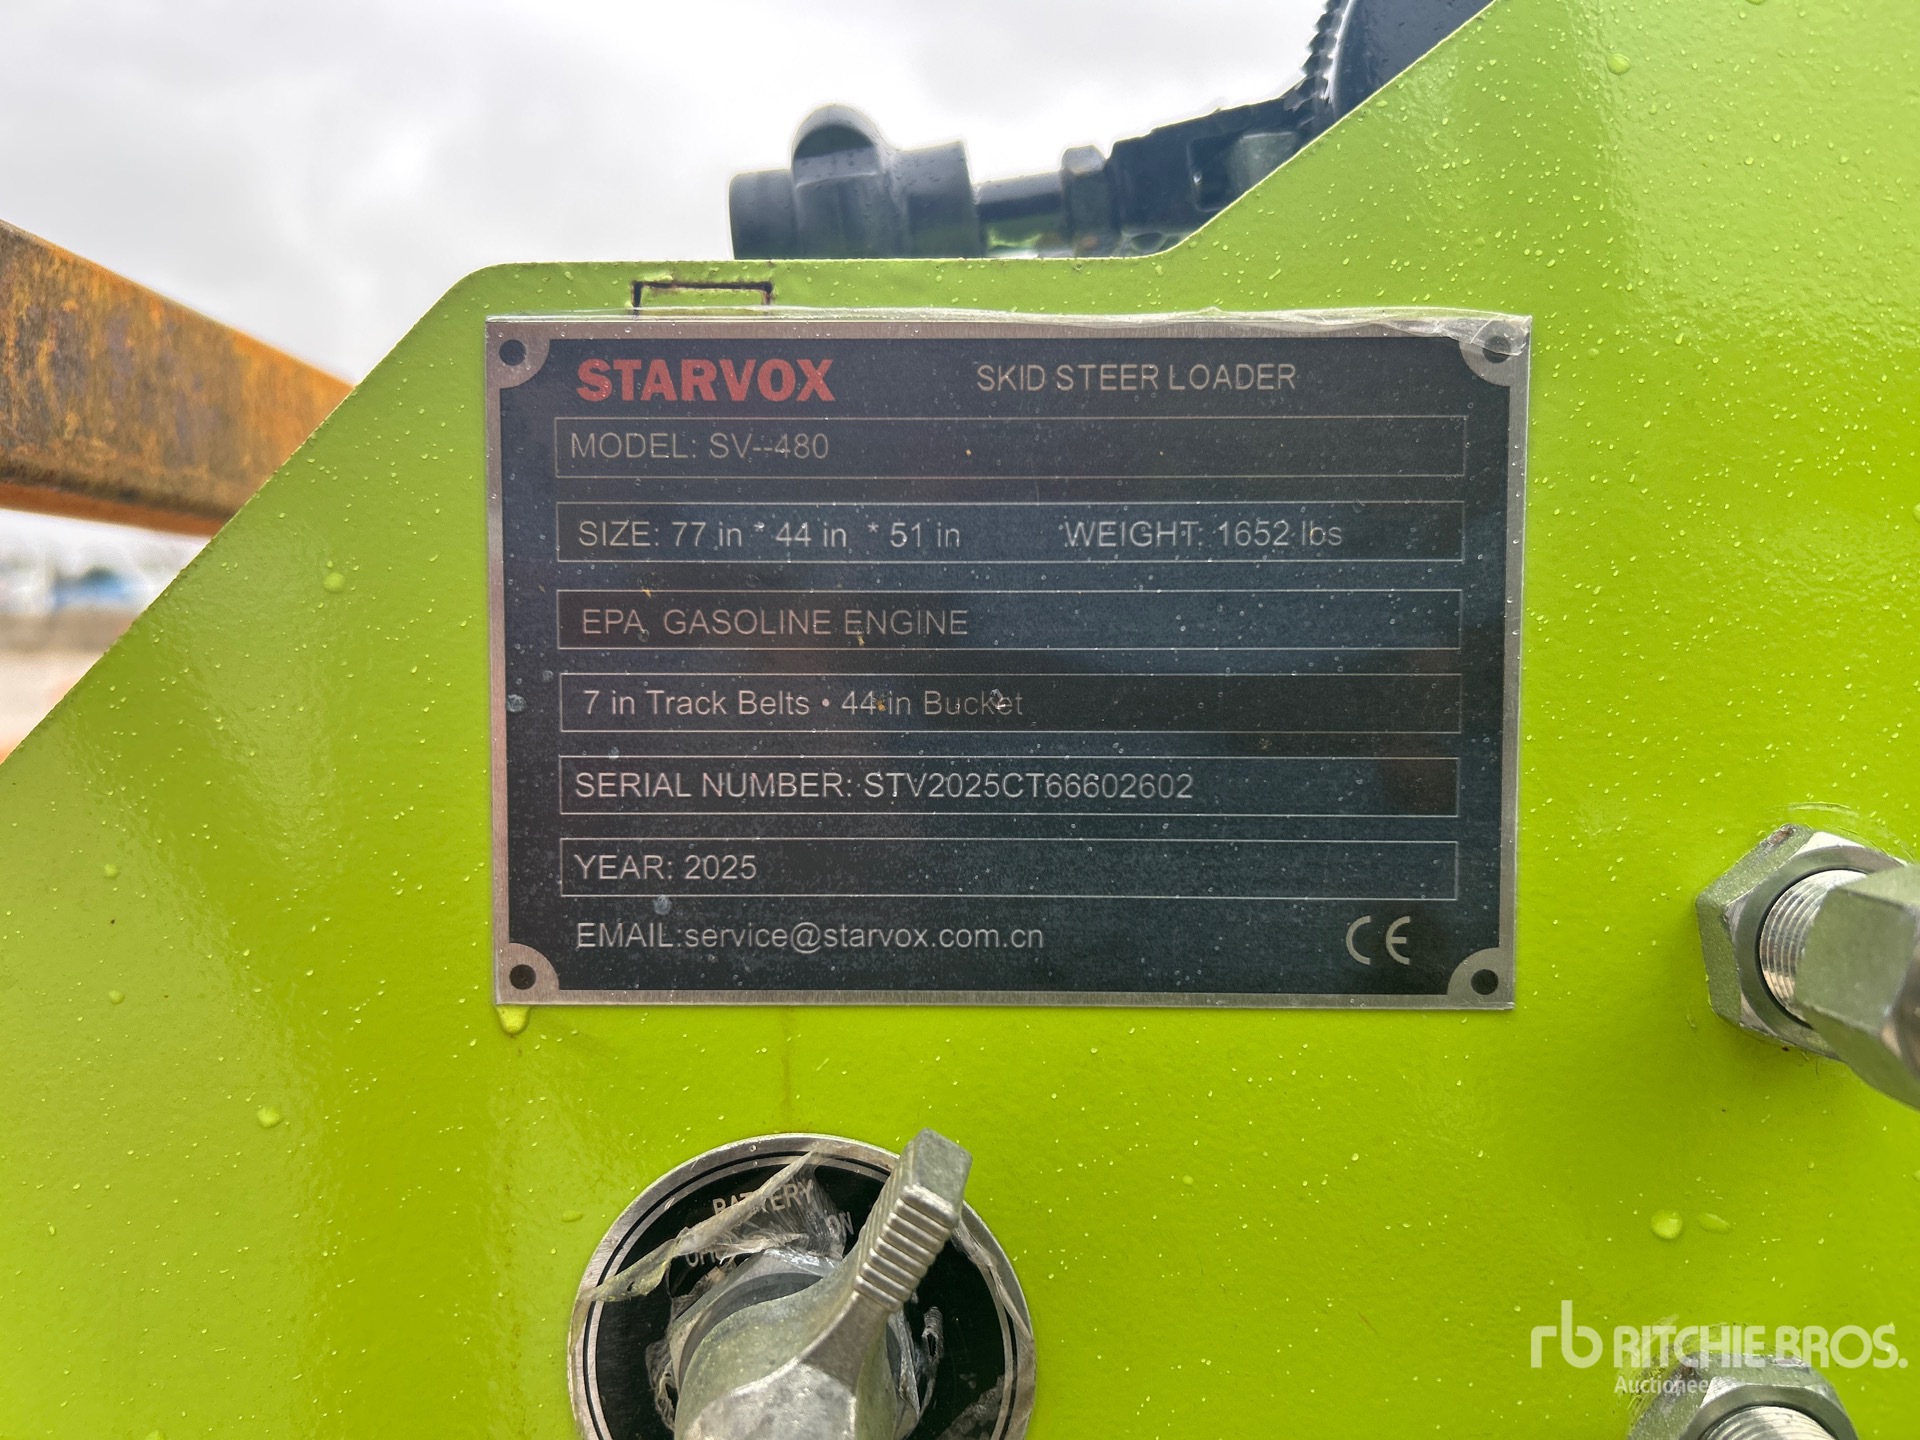 STARVOX SKID STEER LOADER
MODEL: SV--480
SIZE: 77 in * 44 in * 51 in WEIGHT: 1652 lbs
EPA GASOLINE ENGINE
7 in Track Belts • 44 in Bucket
SERIAL NUMBER: STV2025CT66602602
YEAR: 2025
EMAIL:service@starvox.com.cn CE
BATTERY
rb RITCHIE BROS.